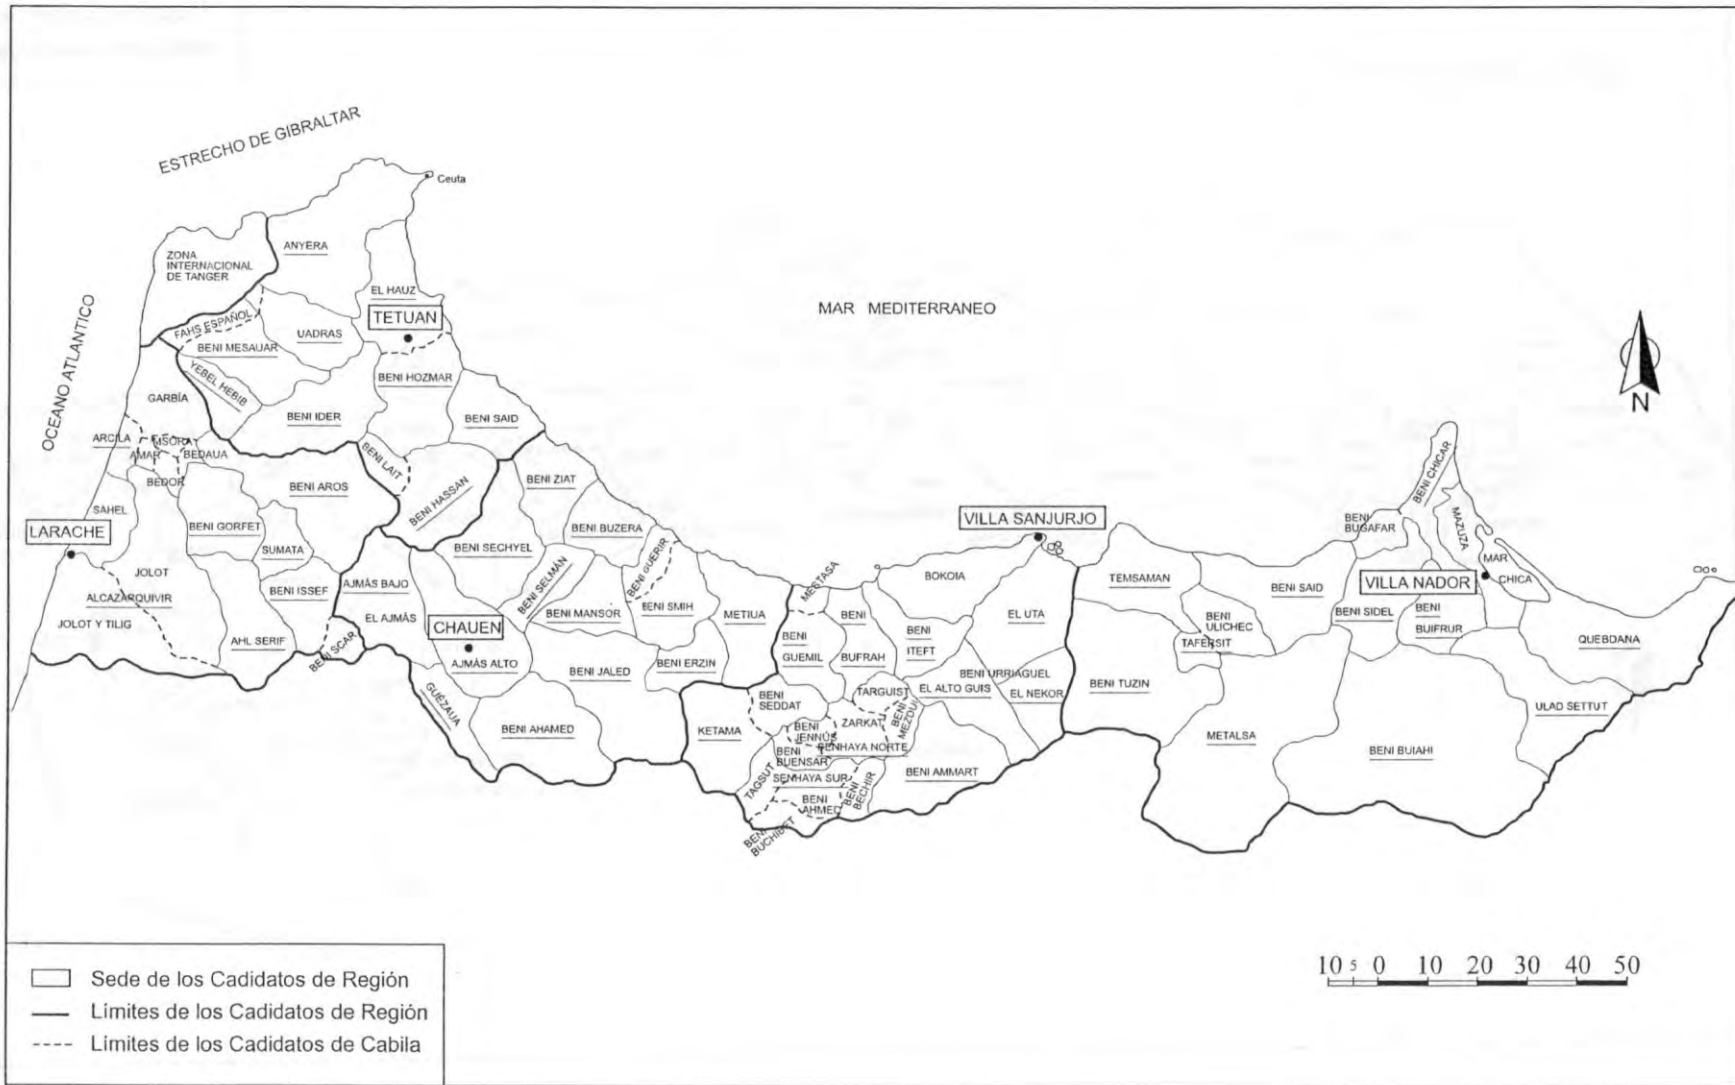 ESTRECHO DE GIBRALTAR
Ceuta
OCEANO ATLANTICO
MAR MEDITERRANEO
N
ZONA
INTERNACIONAL
DE TANGER
ANYERA
EL HAUZ
TETUAN
FAHS ESPAÑOL
UADRAS
BENI MESAUAR
YEBEL HEBIB
BENI HOZMAR
GARBÍA
BENI IDER
BENI SAID
ARCILA
MSORA
AMAR
BEDAUA
BEDOR
BENI LAIT
BENI AROS
BENI HASSAN
BENI ZIAT
SAHEL
BENI GORFET
BENI BUZERA
LARACHE
SUMATA
BENI SECHYEL
BENI GUERIR
JOLOT
BENI ISSEF
AJMÁS BAJO
BENI SELMÁN
ALCAZARQUIVIR
EL AJMÁS
BENI MANSOR
BENI SMIH
METIUA
JOLOT Y TILIG
AHL SERIF
BENI SCAR
CHAUEN
AJMÁS ALTO
BENI JALED
BENI ERZIN
GUEZAUA
BENI AHAMED
KETAMA
MESTASA
BENI
GUEMIL
BENI
BUFRAH
BOKOIA
VILLA SANJURJO
BENI
ITEFT
EL UTA
BENI URRIAGUEL
EL ALTO GUIS
EL NEKOR
TARGUIST
BENI
SEDDAT
BENI
MEZDUI
ZARKAT
BENI
JENNÚS
SENHAYA NORTE
BENI
BUENSAR
TAGSUT
SENHAYA SUR
BENI
AHMED
BENI
BECHIR
BENI
BUCHIBET
BENI AMMART
TEMSAMAN
BENI
ULICHEC
TAFERSIT
BENI TUZIN
BENI SAID
METALSA
BENI
BUGAFAR
BENI CHICAR
MAZUZA
MAR
CHICA
VILLA NADOR
BENI SIDEL
BENI
BUIFRUR
QUEBDANA
ULAD SETTUT
BENI BUIAHI
Sede de los Cadidatos de Región
Límites de los Cadidatos de Región
Límites de los Cadidatos de Cabila
10 5 0 10 20 30 40 50